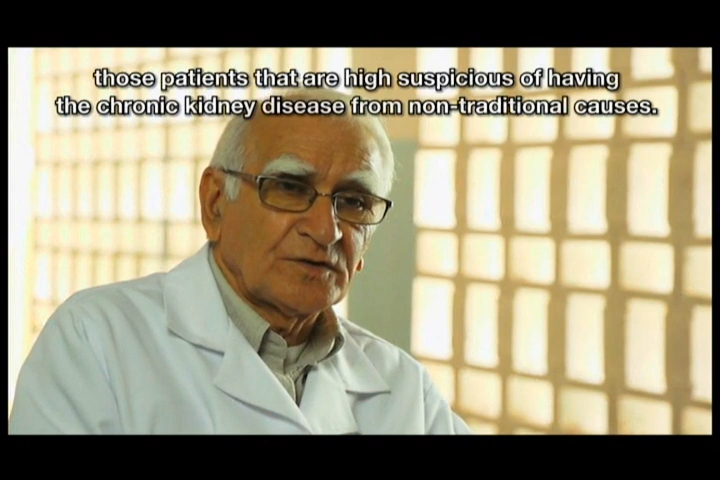 those patients that are high suspicious of having
the chronic kidney disease from non-traditional causes.